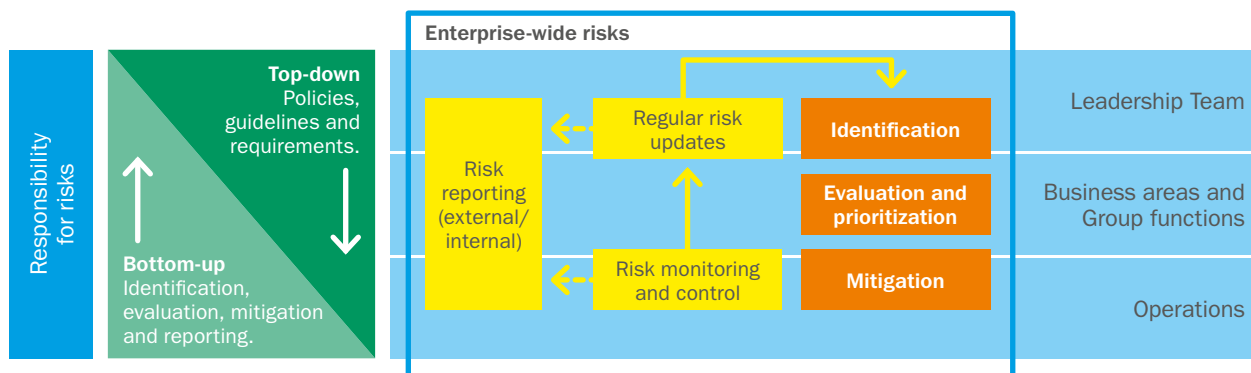 Responsibility
for risks
Top-down
Policies,
guidelines and
requirements.
Bottom-up
Identification,
evaluation, mitigation
and reporting.
Enterprise-wide risks
Risk
reporting
(external/
internal)
Regular risk
updates
Risk monitoring
and control
Identification
Evaluation and
prioritization
Mitigation
Leadership Team
Business areas and
Group functions
Operations